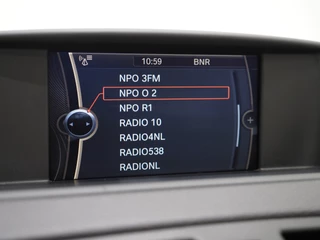 10:59 BNR
NPO 3FM
NPO O 2
NPO R1
RADIO 10
RADIO4NL
RADIO538
RADIONL